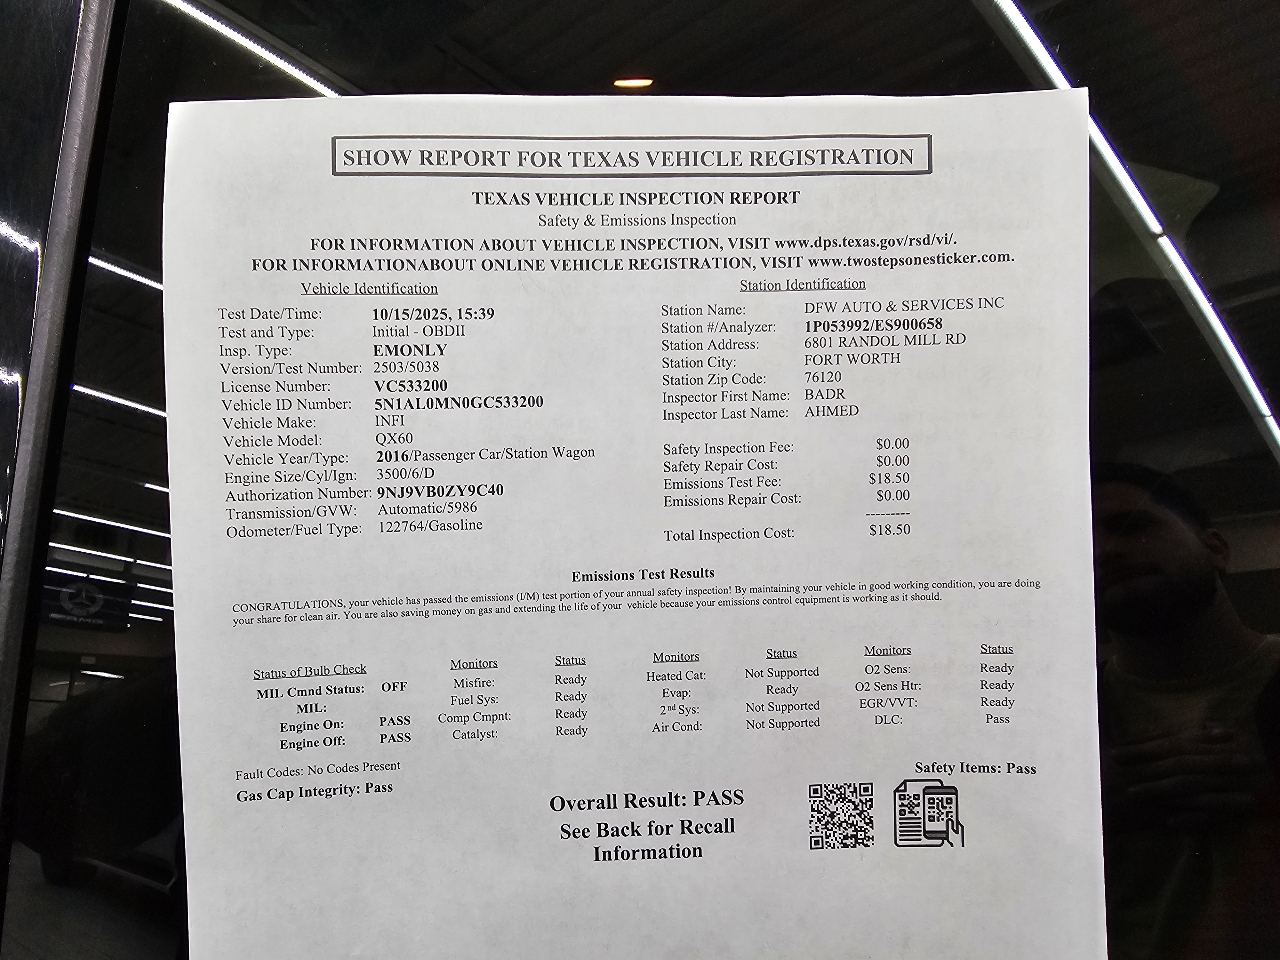 SHOW REPORT FOR TEXAS VEHICLE REGISTRATION
TEXAS VEHICLE INSPECTION REPORT
Safety & Emissions Inspection
FOR INFORMATION ABOUT VEHICLE INSPECTION, VISIT www.dps.texas.gov/rsd/vi/.
FOR INFORMATIONABOUT ONLINE VEHICLE REGISTRATION, VISIT www.twostepsonesticker.com.
Vehicle Identification
Test Date/Time: 10/15/2025, 15:39
Test and Type: Initial - OBDII
Insp. Type: EMONLY
Version/Test Number: 2503/5038
License Number: VC533200
Vehicle ID Number: 5N1AL0MN0GC533200
Vehicle Make: INFI
Vehicle Model: QX60
Vehicle Year/Type: 2016/Passenger Car/Station Wagon
Engine Size/Cyl/Ign: 3500/6/D
Authorization Number: 9NJ9VB0ZY9C40
Transmission/GVW: Automatic/5986
Odometer/Fuel Type: 122764/Gasoline
Station Identification
Station Name: DFW AUTO & SERVICES INC
Station #/Analyzer: 1P053992/ES900658
Station Address: 6801 RANDOL MILL RD
Station City: FORT WORTH
Station Zip Code: 76120
Inspector First Name: BADR
Inspector Last Name: AHMED
Safety Inspection Fee: $0.00
Safety Repair Cost: $0.00
Emissions Test Fee: $18.50
Emissions Repair Cost: $0.00
---------
Total Inspection Cost: $18.50
Emissions Test Results
CONGRATULATIONS, your vehicle has passed the emissions (I/M) test portion of your annual safety inspection! By maintaining your vehicle in good working condition, you are doing
your share for clean air. You are also saving money on gas and extending the life of your vehicle because your emissions control equipment is working as it should.
Status of Bulb Check
MIL Cmnd Status: OFF
MIL:
Engine On: PASS
Engine Off: PASS
Monitors Status
Misfire: Ready
Fuel Sys: Ready
Comp Cmpnt: Ready
Catalyst: Ready
Monitors Status
Heated Cat: Not Supported
Evap: Ready
2nd Sys: Not Supported
Air Cond: Not Supported
Monitors Status
O2 Sens: Ready
O2 Sens Htr: Ready
EGR/VVT: Ready
DLC: Pass
Fault Codes: No Codes Present
Gas Cap Integrity: Pass
Safety Items: Pass
Overall Result: PASS
See Back for Recall
Information